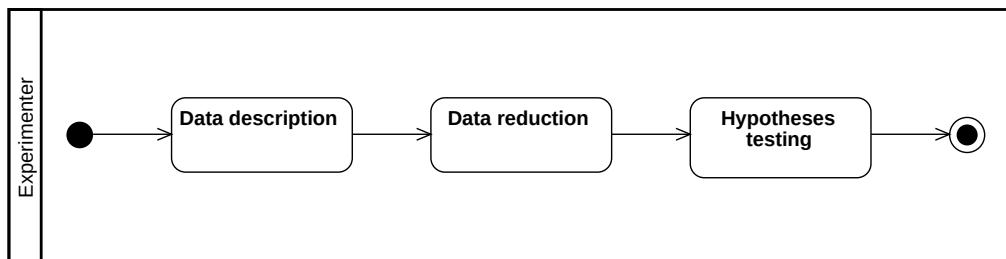 Experimenter
Data description
Data reduction
Hypotheses
testing